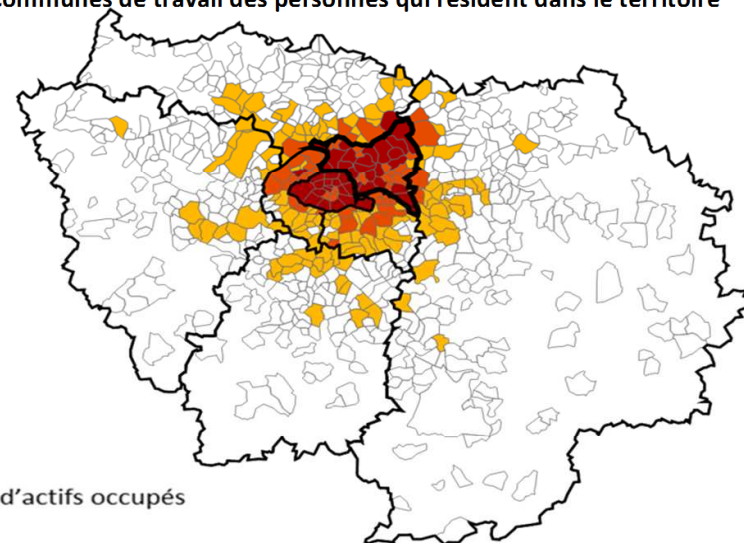 communes de travail des personnes qui résident dans le territoire
d'actifs occupés